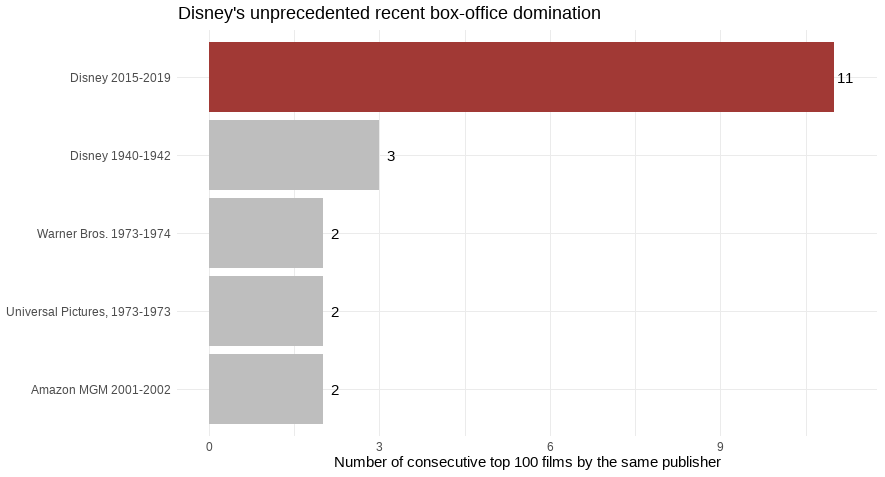 Disney's unprecedented recent box-office domination
Disney 2015-2019
11
Disney 1940-1942
3
Warner Bros. 1973-1974
2
Universal Pictures, 1973-1973
2
Amazon MGM 2001-2002
2
0 3 6 9
Number of consecutive top 100 films by the same publisher